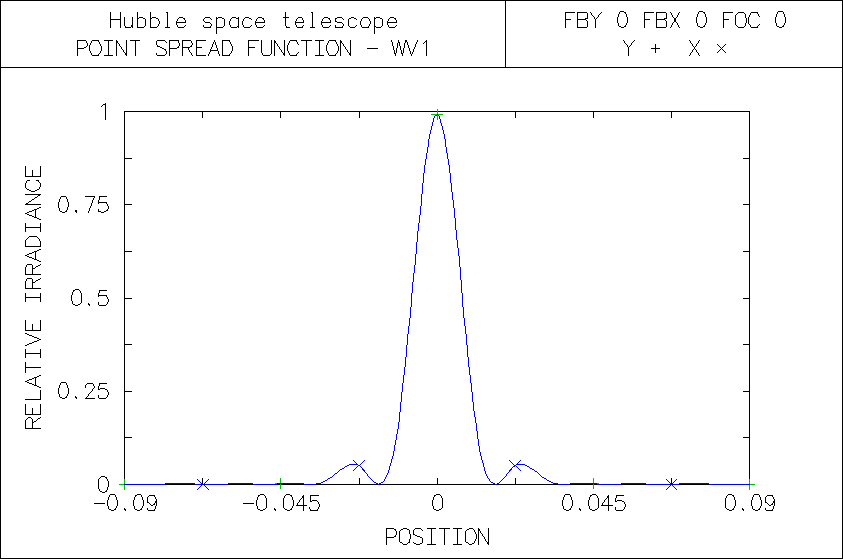 Hubble space telescope
POINT SPREAD FUNCTION - WV1
FBY 0 FBX 0 FOC 0
Y + X ×
1
0.75
0.5
0.25
0
RELATIVE IRRADIANCE
-0.09 -0.045 0 0.045 0.09
POSITION